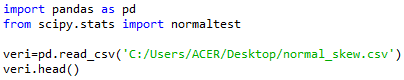 import pandas as pd
from scipy.stats import normaltest

veri=pd.read_csv('C:/Users/ACER/Desktop/normal_skew.csv')
veri.head()